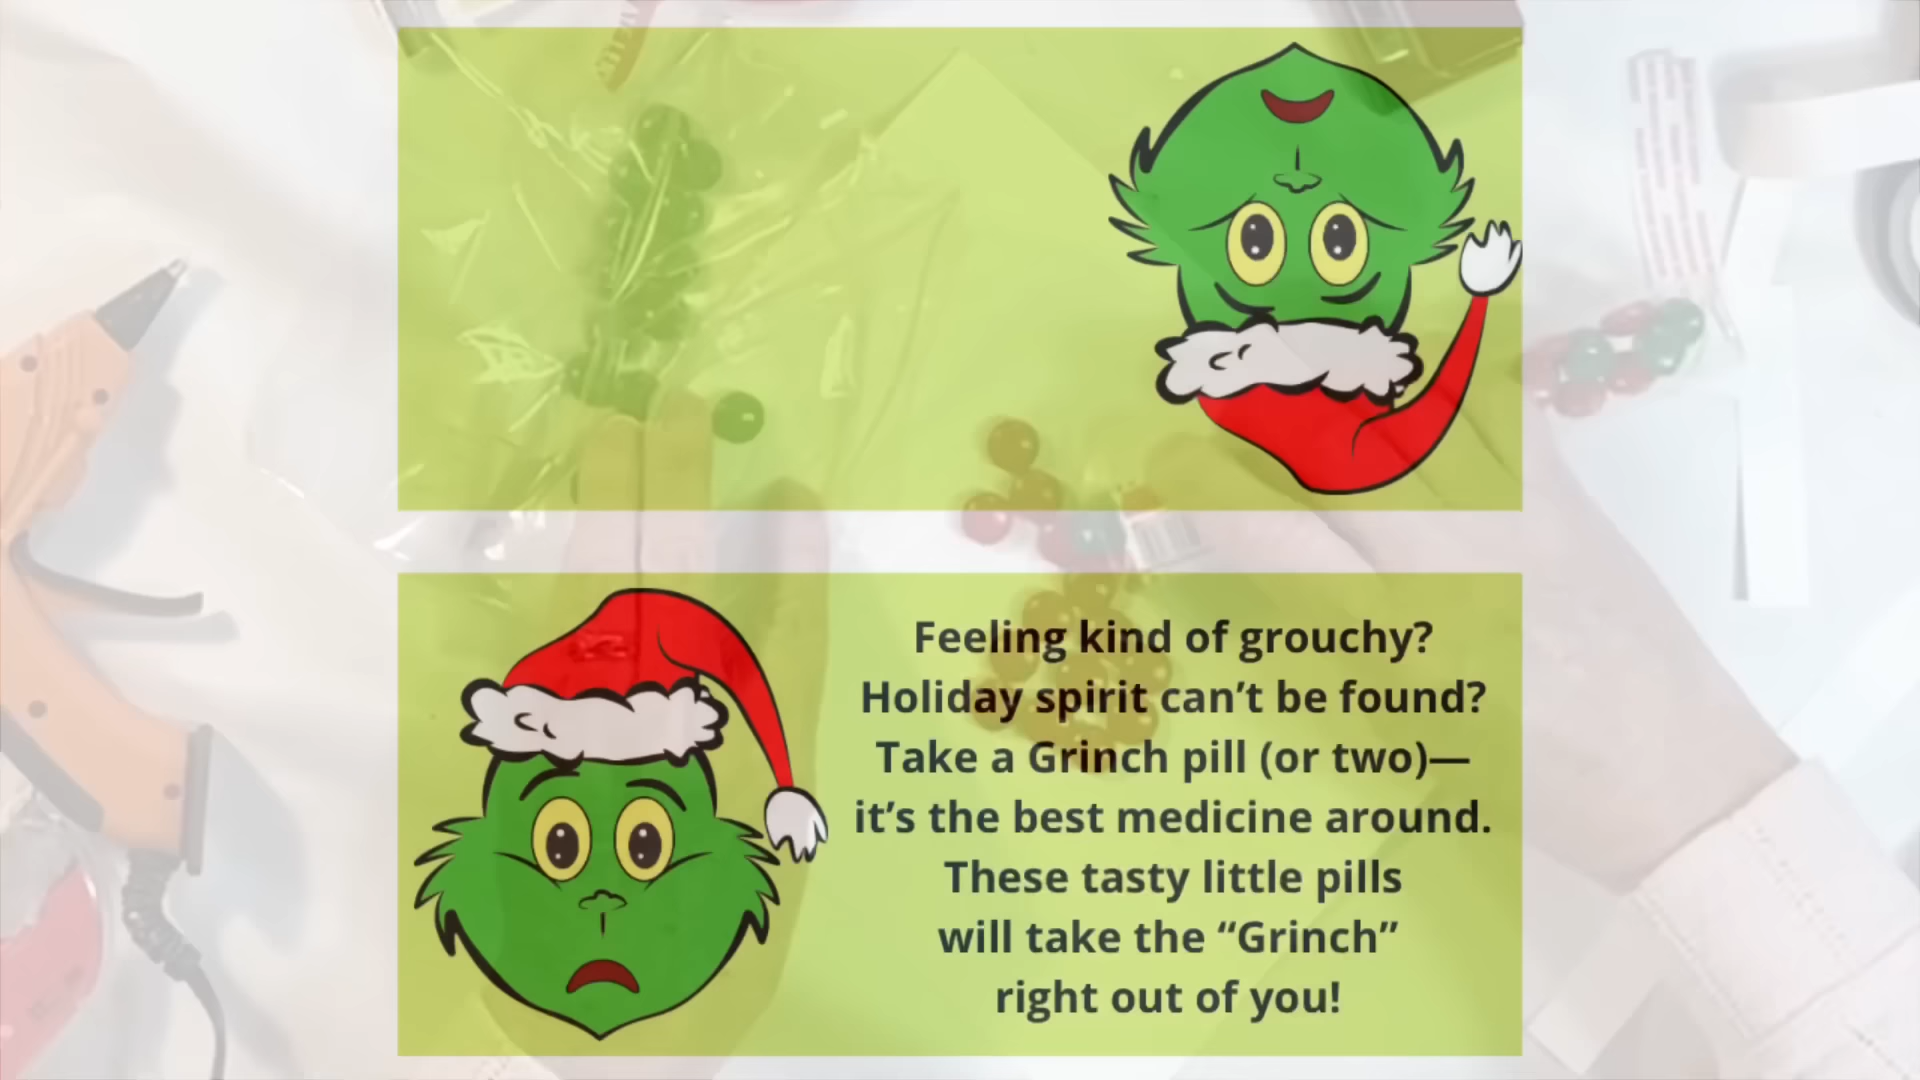 Feeling kind of grouchy?
Holiday spirit can’t be found?
Take a Grinch pill (or two)—
it’s the best medicine around.
These tasty little pills
will take the “Grinch”
right out of you!